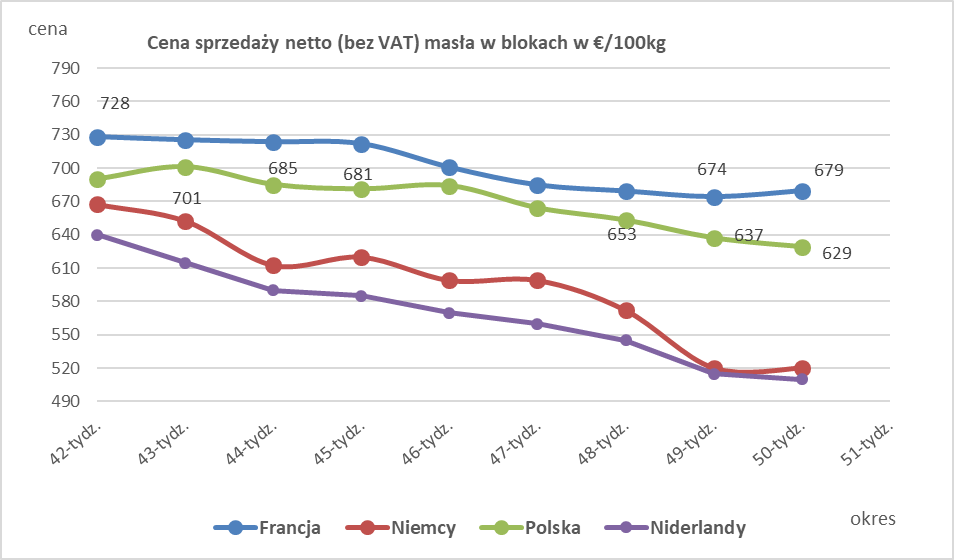 cena
Cena sprzedaży netto (bez VAT) masła w blokach w €/100kg
790
760
730
700
670
640
610
580
550
520
490
728
701
685
681
653
674
637
679
629
42-tydz.
43-tydz.
44-tydz.
45-tydz.
46-tydz.
47-tydz.
48-tydz.
49-tydz.
50-tydz.
51-tydz.
okres
Francja Niemcy Polska Niderlandy